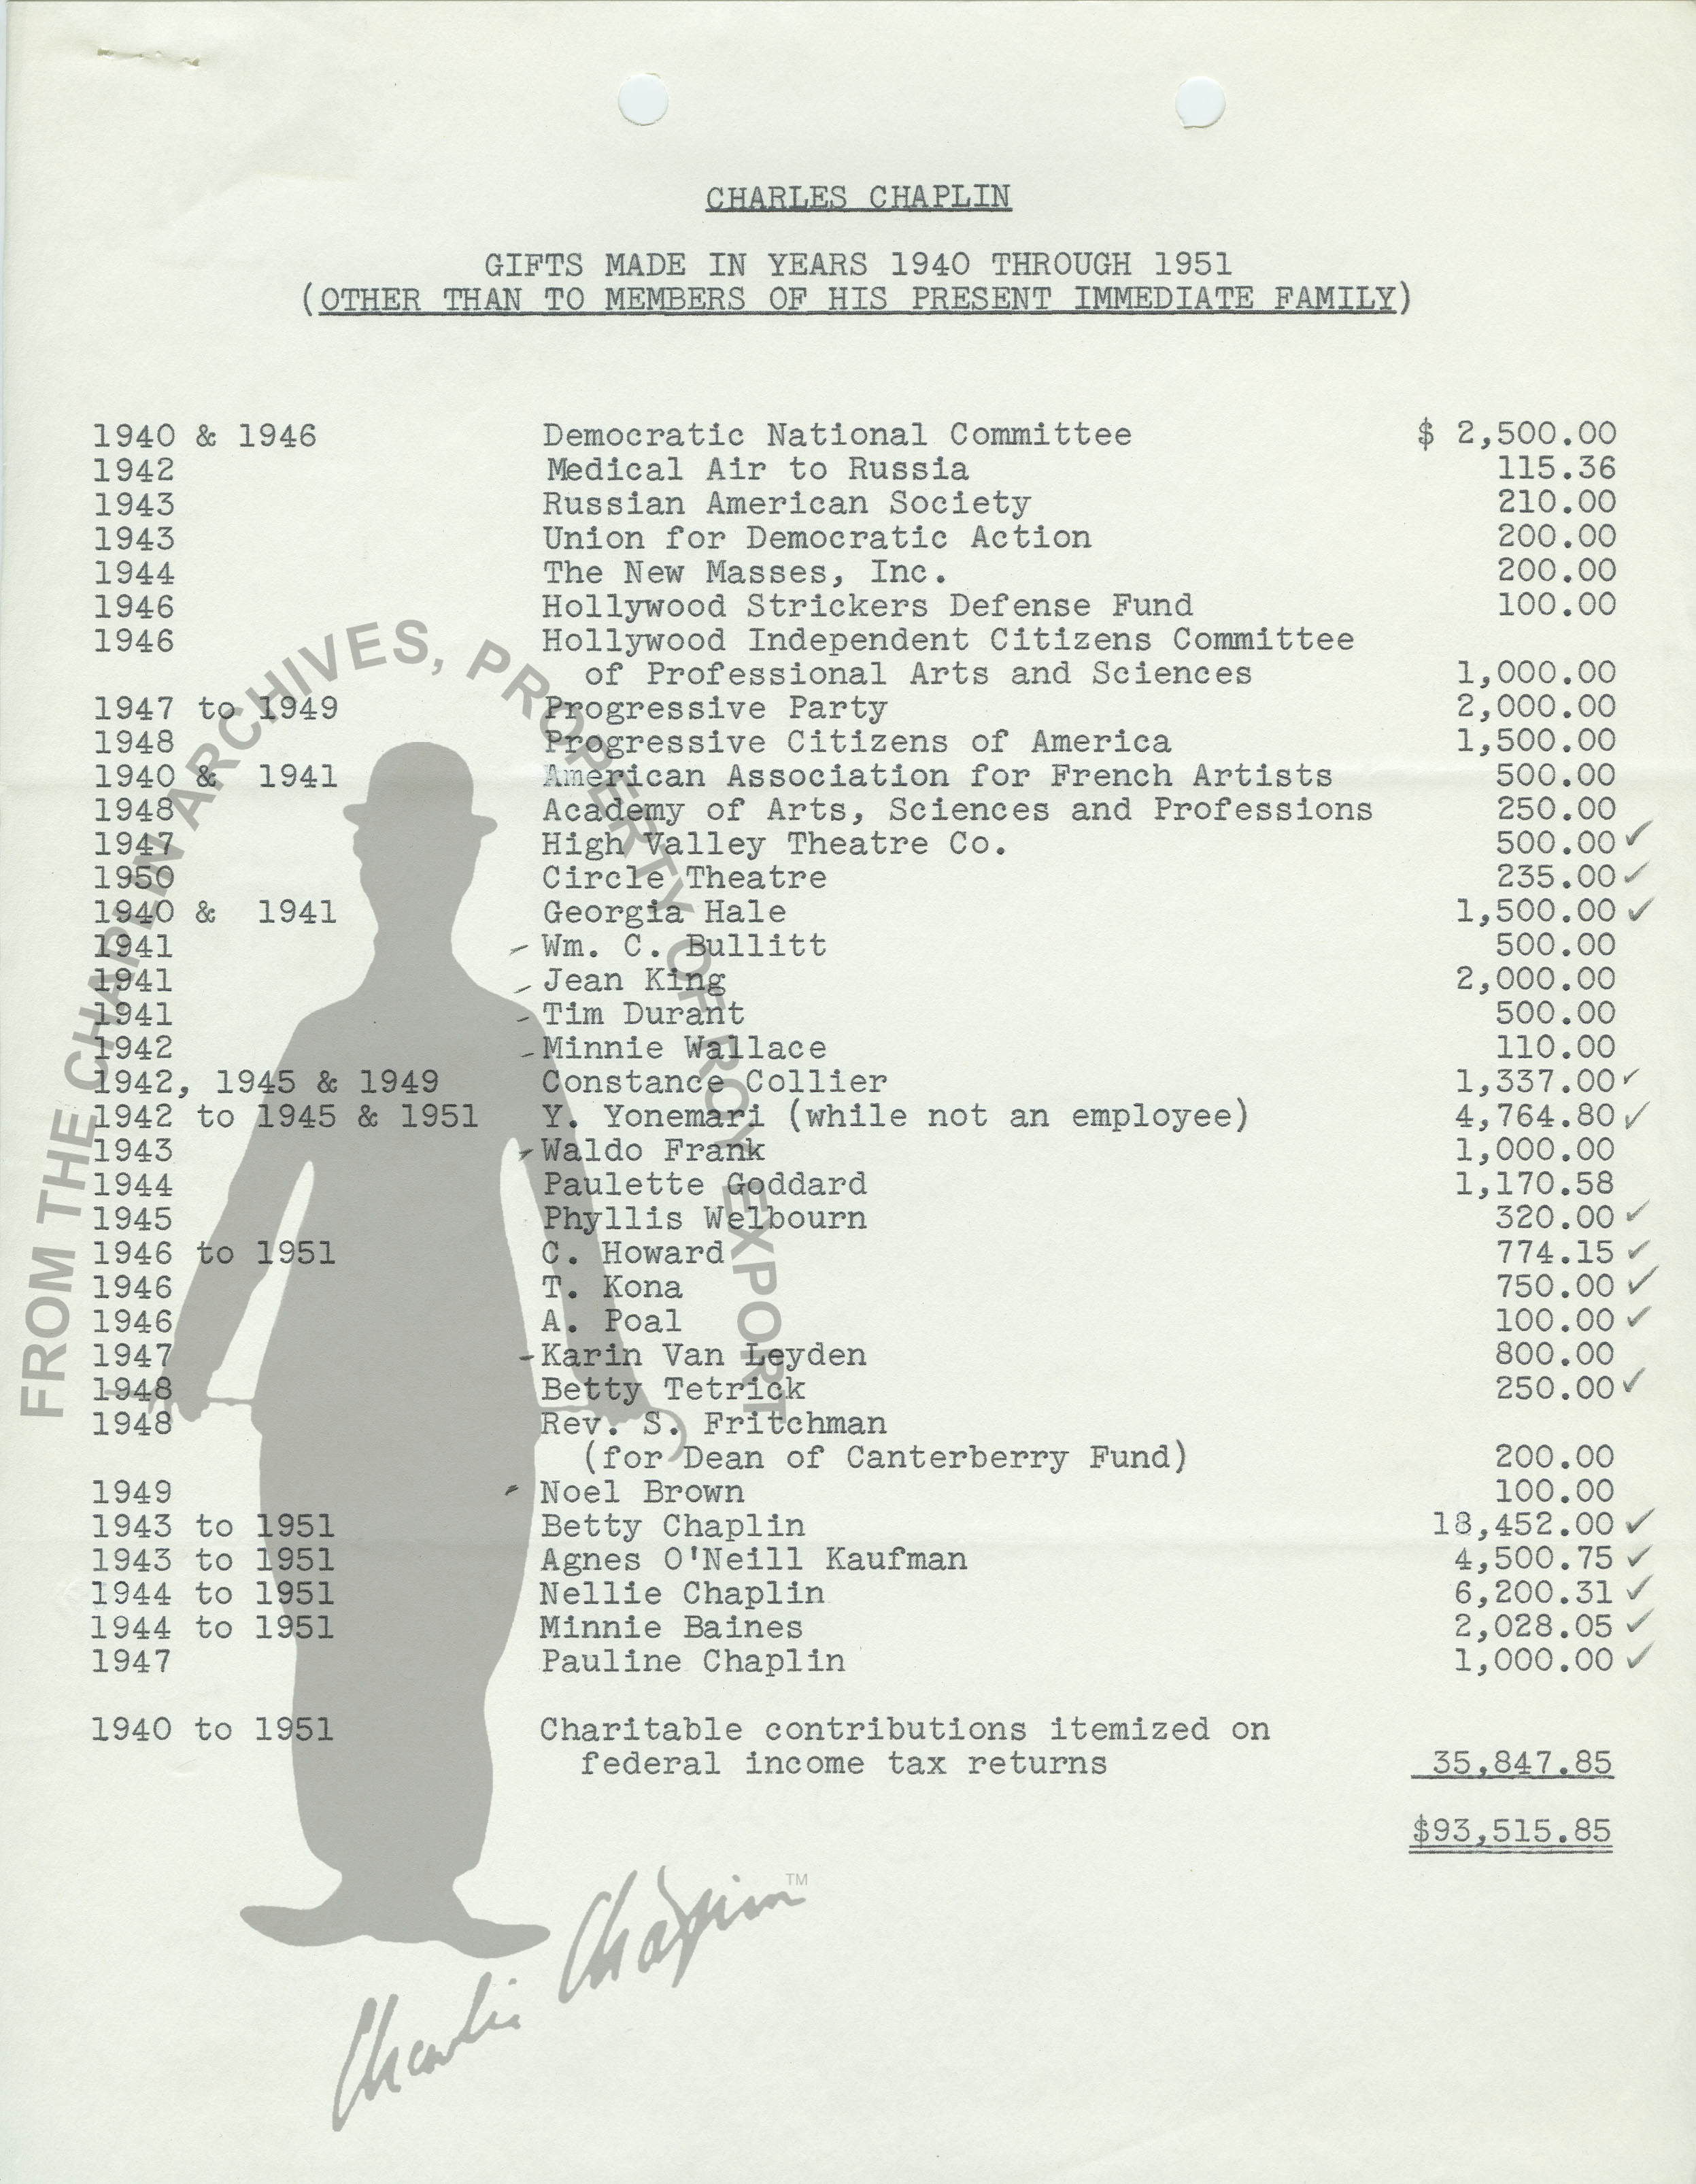 CHARLES CHAPLIN
GIFTS MADE IN YEARS 1940 THROUGH 1951
(OTHER THAN TO MEMBERS OF HIS PRESENT IMMEDIATE FAMILY)
1940 & 1946 Democratic National Committee $ 2,500.00
1942 Medical Air to Russia 115.36
1943 Russian American Society 210.00
1943 Union for Democratic Action 200.00
1944 The New Masses, Inc. 200.00
1946 Hollywood Strickers Defense Fund 100.00
1946 Hollywood Independent Citizens Committee
of Professional Arts and Sciences 1,000.00
1947 to 1949 Progressive Party 2,000.00
1948 Progressive Citizens of America 1,500.00
1940 & 1941 American Association for French Artists 500.00
1948 Academy of Arts, Sciences and Professions 250.00
1947 High Valley Theatre Co. 500.00 ✓
1950 Circle Theatre 235.00 ✓
1940 & 1941 Georgia Hale 1,500.00 ✓
1941 - Wm. C. Bullitt 500.00
1941 - Jean King 2,000.00
1941 - Tim Durant 500.00
1942 - Minnie Wallace 110.00
1942, 1945 & 1949 Constance Collier 1,337.00 ✓
1942 to 1945 & 1951 Y. Yonemari (while not an employee) 4,764.80 ✓
1943 - Waldo Frank 1,000.00
1944 Paulette Goddard 1,170.58
1945 Phyllis Welbourn 320.00 ✓
1946 to 1951 C. Howard 774.15 ✓
1946 T. Kona 750.00 ✓
1946 A. Poal 100.00 ✓
1947 - Karin Van Leyden 800.00
1948 Betty Tetrick 250.00 ✓
1948 Rev. S. Fritchman
(for Dean of Canterberry Fund) 200.00
1949 - Noel Brown 100.00
1943 to 1951 Betty Chaplin 18,452.00 ✓
1943 to 1951 Agnes O'Neill Kaufman 4,500.75 ✓
1944 to 1951 Nellie Chaplin 6,200.31 ✓
1944 to 1951 Minnie Baines 2,028.05 ✓
1947 Pauline Chaplin 1,000.00 ✓
1940 to 1951 Charitable contributions itemized on
federal income tax returns 35,847.85
$93,515.85
FROM THE CHAPLIN ARCHIVES, PROPERTY OF ROY EXPORT
Charlie Chaplin TM